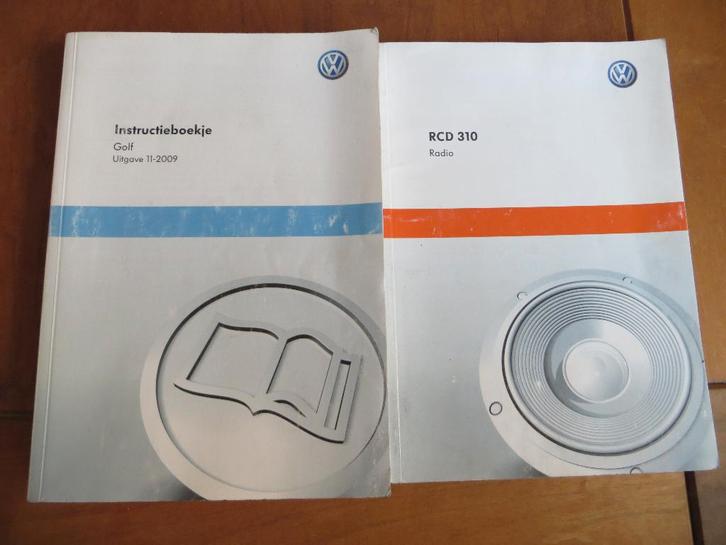 Instructieboekje
Golf
Uitgave 11-2009
RCD 310
Radio